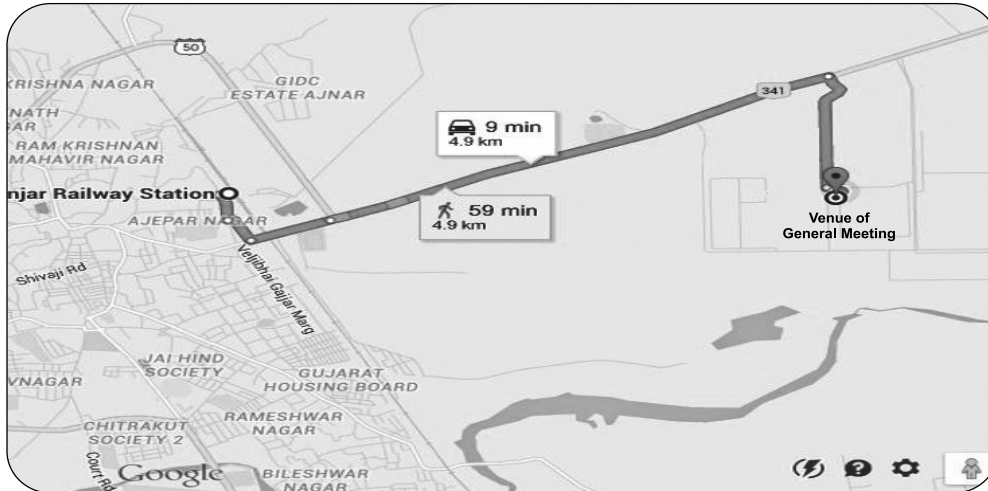 50
KRISHNA NAGAR
GIDC
ESTATE AJNAR
NATH
GAR
RAM KRISHNAN
MAHAVIR NAGAR
341
9 min
4.9 km
njar Railway Station
59 min
4.9 km
AJEPAR NAGAR
Venue of
General Meeting
Veljibhai Gajjar Marg
Shivaji Rd
JAI HIND
SOCIETY
VNAGAR
GUJARAT
HOUSING BOARD
RAMESHWAR
NAGAR
CHITRAKUT
SOCIETY 2
Court Rd
Google
BILESHWAR
NAGAR